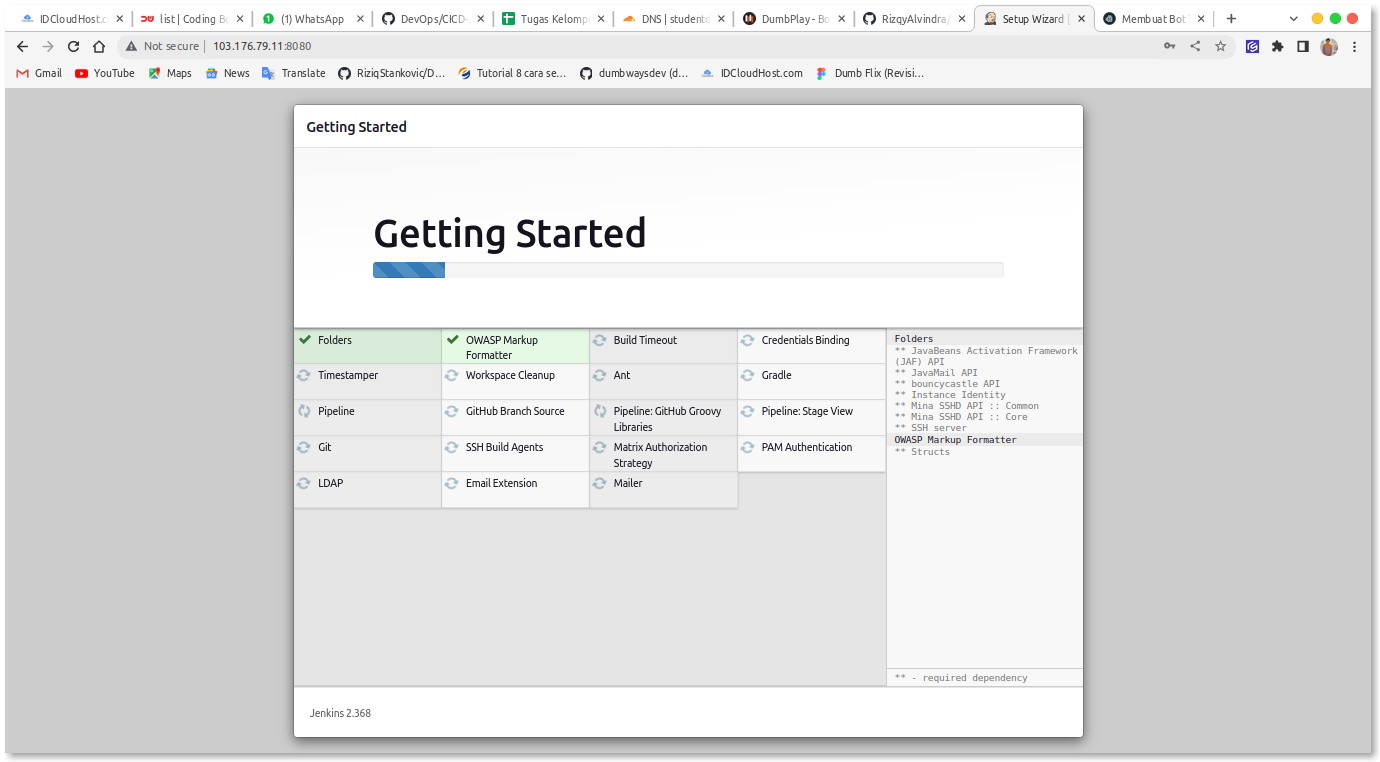 IDCloudHost.c
list | Coding Bo
(1) WhatsApp
DevOps/CICD-
Tugas Kelomp
DNS | studento
DumbPlay - Bo
RizqyAlvindra/
Setup Wizard |
Membuat Bot
Not secure
103.176.79.11:8080
Gmail
YouTube
Maps
News
Translate
RiziqStankovic/D...
Tutorial 8 cara se...
dumbwaysdev (d...
IDCloudHost.com
Dumb Flix (Revisi...
Getting Started
Getting Started
Folders
OWASP Markup
Formatter
Build Timeout
Credentials Binding
Timestamper
Workspace Cleanup
Ant
Gradle
Pipeline
GitHub Branch Source
Pipeline: GitHub Groovy
Libraries
Pipeline: Stage View
Git
SSH Build Agents
Matrix Authorization
Strategy
PAM Authentication
LDAP
Email Extension
Mailer
Folders
** JavaBeans Activation Framework
(JAF) API
** JavaMail API
** bouncycastle API
** Instance Identity
** Mina SSHD API :: Common
** Mina SSHD API :: Core
** SSH server
OWASP Markup Formatter
** Structs
** - required dependency
Jenkins 2.368